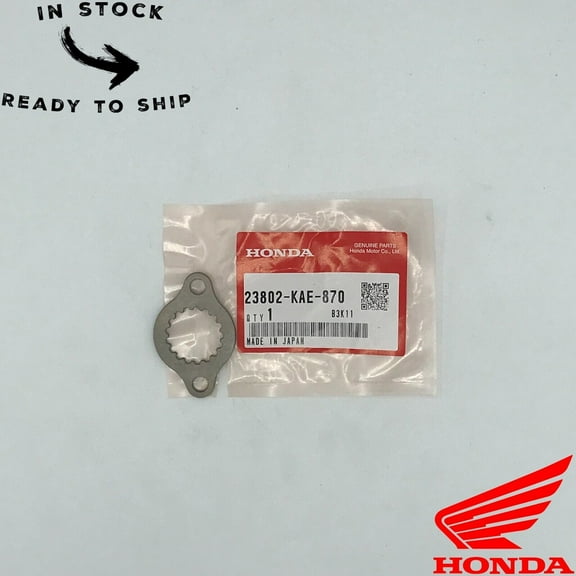 IN STOCK
READY TO SHIP
HONDA
GENUINE PARTS
Honda Motor Co., Ltd.
23802-KAE-870
QTY 1 B3K11
MADE IN JAPAN
HONDA